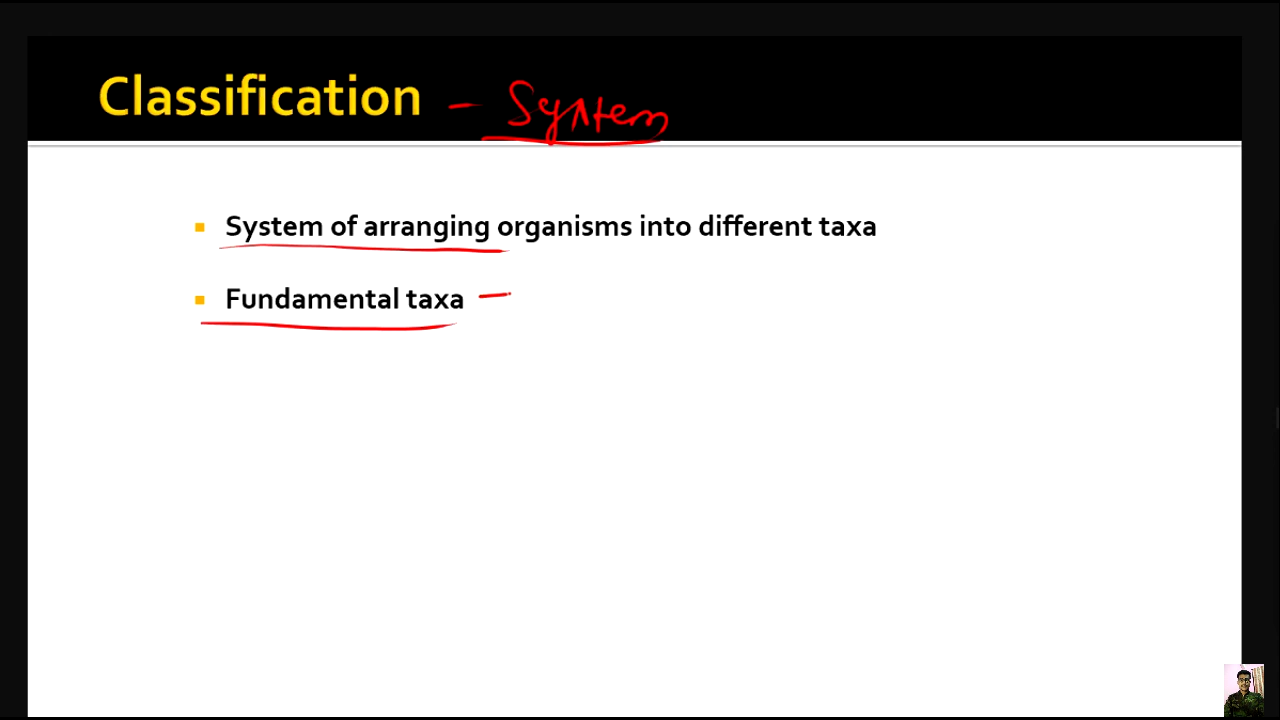 Classification - System
System of arranging organisms into different taxa
Fundamental taxa -